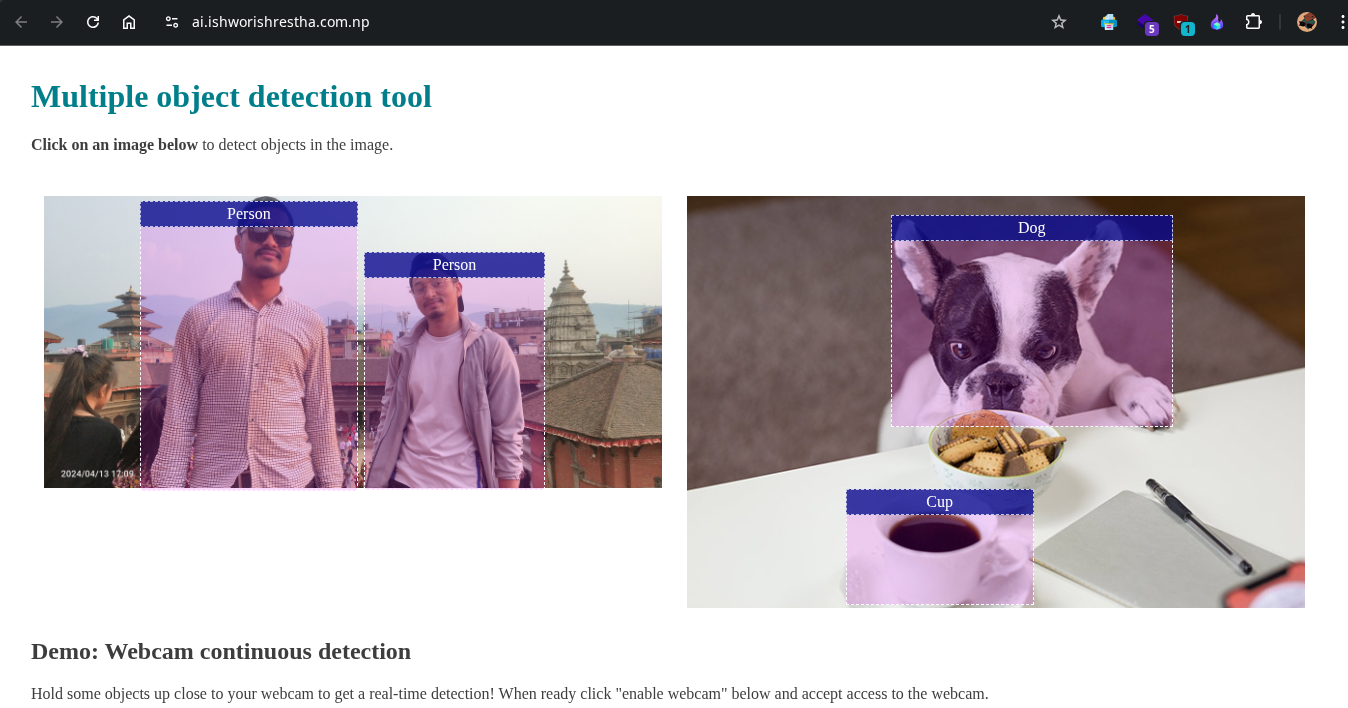 ai.ishworishrestha.com.np
5
1
Multiple object detection tool
Click on an image below to detect objects in the image.
Person
Person
2024/04/13 17:09
Dog
Cup
Demo: Webcam continuous detection
Hold some objects up close to your webcam to get a real-time detection! When ready click "enable webcam" below and accept access to the webcam.